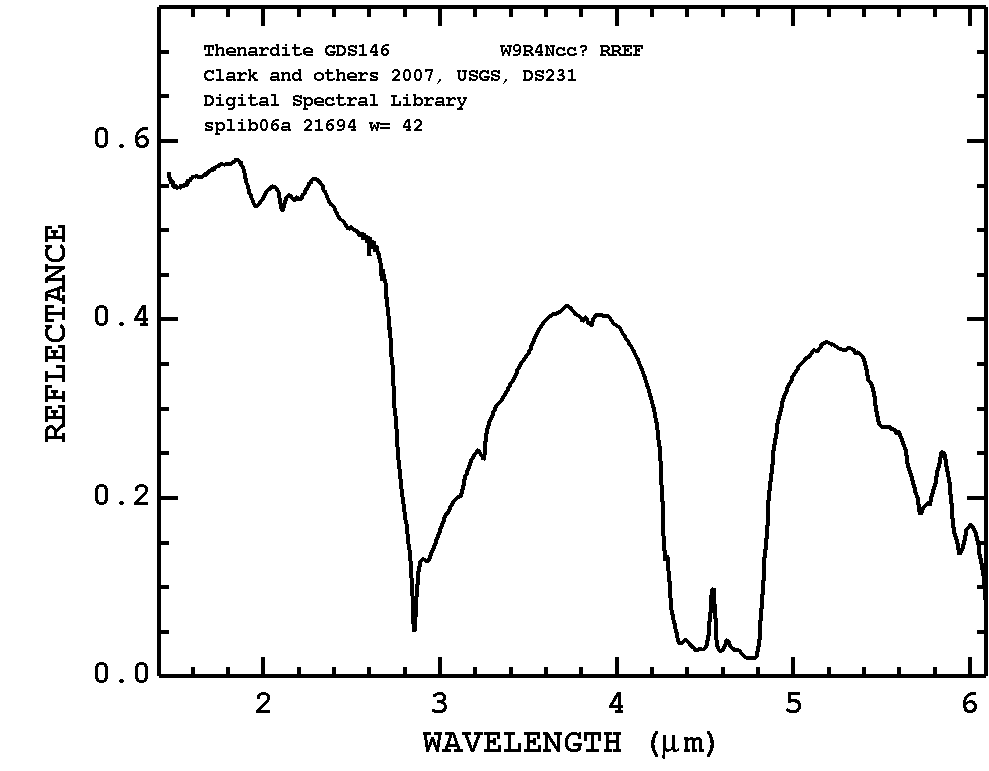 Thenardite GDS146 W9R4Ncc? RREF
Clark and others 2007, USGS, DS231
Digital Spectral Library
splib06a 21694 w= 42
0.6
0.4
0.2
0.0
REFLECTANCE
2 3 4 5 6
WAVELENGTH (μm)